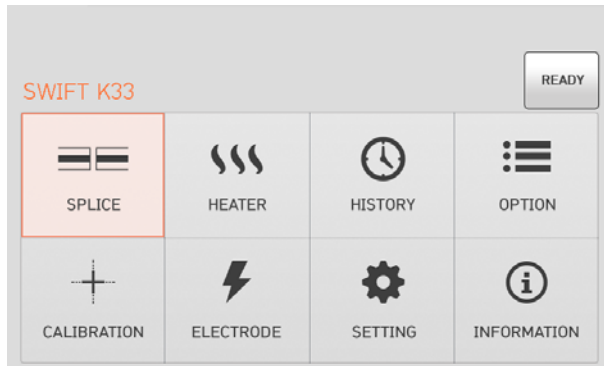 READY
SWIFT K33
SPLICE HEATER HISTORY OPTION
CALIBRATION ELECTRODE SETTING INFORMATION